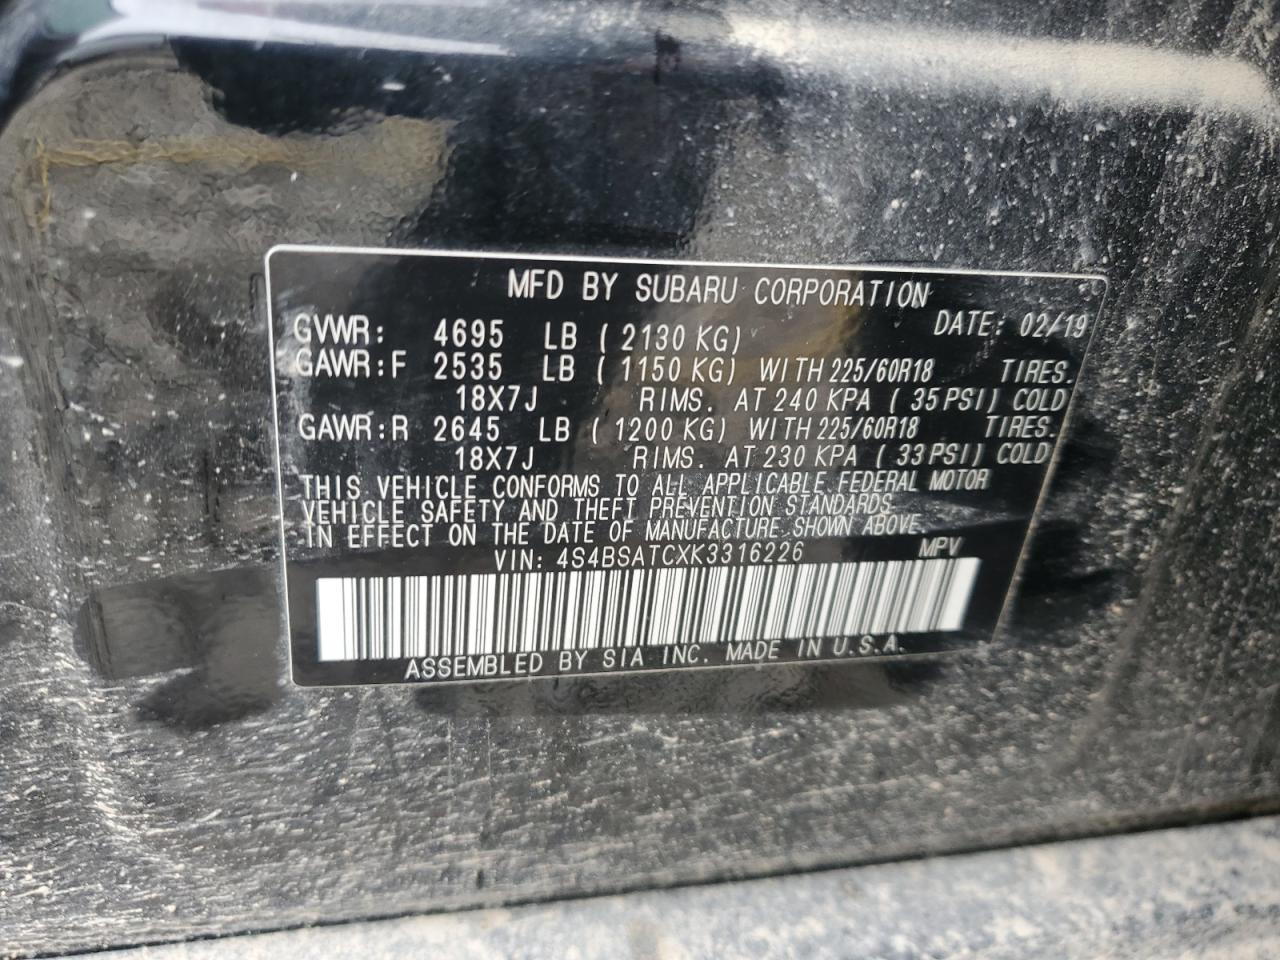 MFD BY SUBARU CORPORATION
DATE: 02/19
GVWR: 4695 LB ( 2130 KG)
GAWR:F 2535 LB ( 1150 KG) WITH 225/60R18 TIRES.
18X7J RIMS. AT 240 KPA ( 35 PSI) COLD
GAWR:R 2645 LB ( 1200 KG) WITH 225/60R18 TIRES.
18X7J RIMS. AT 230 KPA ( 33 PSI) COLD
THIS VEHICLE CONFORMS TO ALL APPLICABLE FEDERAL MOTOR
VEHICLE SAFETY AND THEFT PREVENTION STANDARDS
IN EFFECT ON THE DATE OF MANUFACTURE SHOWN ABOVE.
VIN: 4S4BSATCXK3316226 MPV
ASSEMBLED BY SIA INC. MADE IN U.S.A.